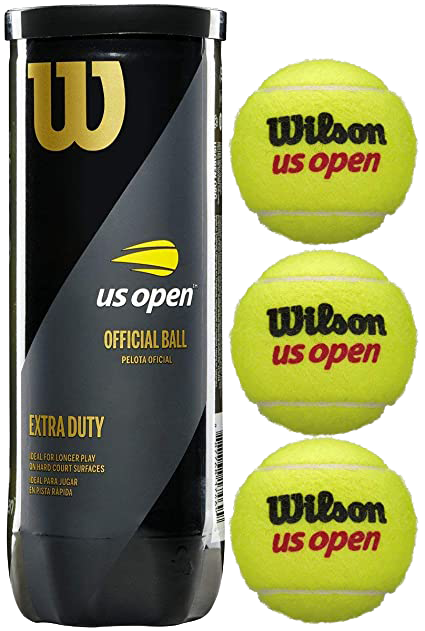 W
us open
OFFICIAL BALL
PELOTA OFICIAL
EXTRA DUTY
IDEAL FOR LONGER PLAY
ON HARD COURT SURFACES
IDEAL PARA JUGAR
EN PISTA RAPIDA
Wilson
us open
Wilson
us open
Wilson
us open